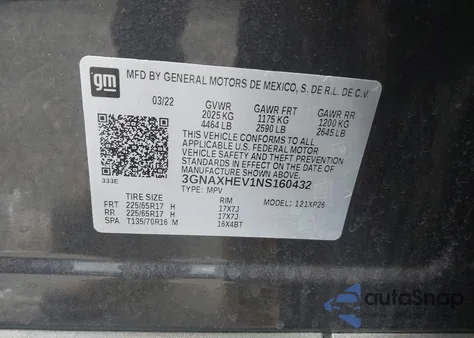 gm
MFD BY GENERAL MOTORS DE MEXICO, S. DE R.L. DE C.V.
03/22 GVWR GAWR FRT GAWR RR
2025 KG 1175 KG 1200 KG
4464 LB 2590 LB 2645 LB
THIS VEHICLE CONFORMS TO ALL
APPLICABLE U.S. FEDERAL MOTOR
VEHICLE SAFETY STANDARDS IN EFFECT ON
THE DATE OF MANUFACTURE SHOWN ABOVE.
333E
3GNAXHEV1NS160432
TYPE: MPV
TIRE SIZE RIM MODEL: 121XP26
FRT 225/65R17 H 17X7J
RR 225/65R17 H 17X7J
SPA T135/70R16 M 16X4BT
autoSnap
by Pixel Motion